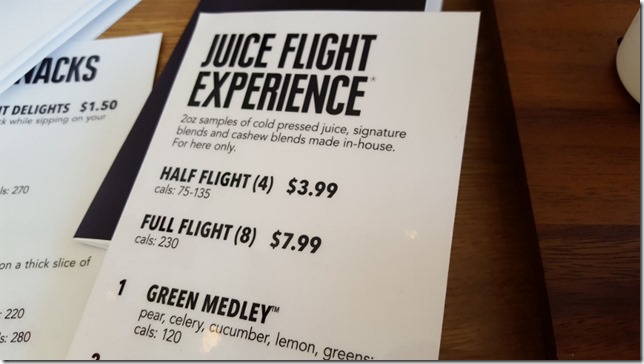 NACKS
T DELIGHTS $1.50
k while sipping on your
ls: 270
on a thick slice of
: 220
ls: 280
JUICE FLIGHT
EXPERIENCE*
2oz samples of cold pressed juice, signature
blends and cashew blends made in-house.
For here only.
HALF FLIGHT (4) $3.99
cals: 75-135
FULL FLIGHT (8) $7.99
cals: 230
1 GREEN MEDLEY™
pear, celery, cucumber, lemon, greens:
cals: 120